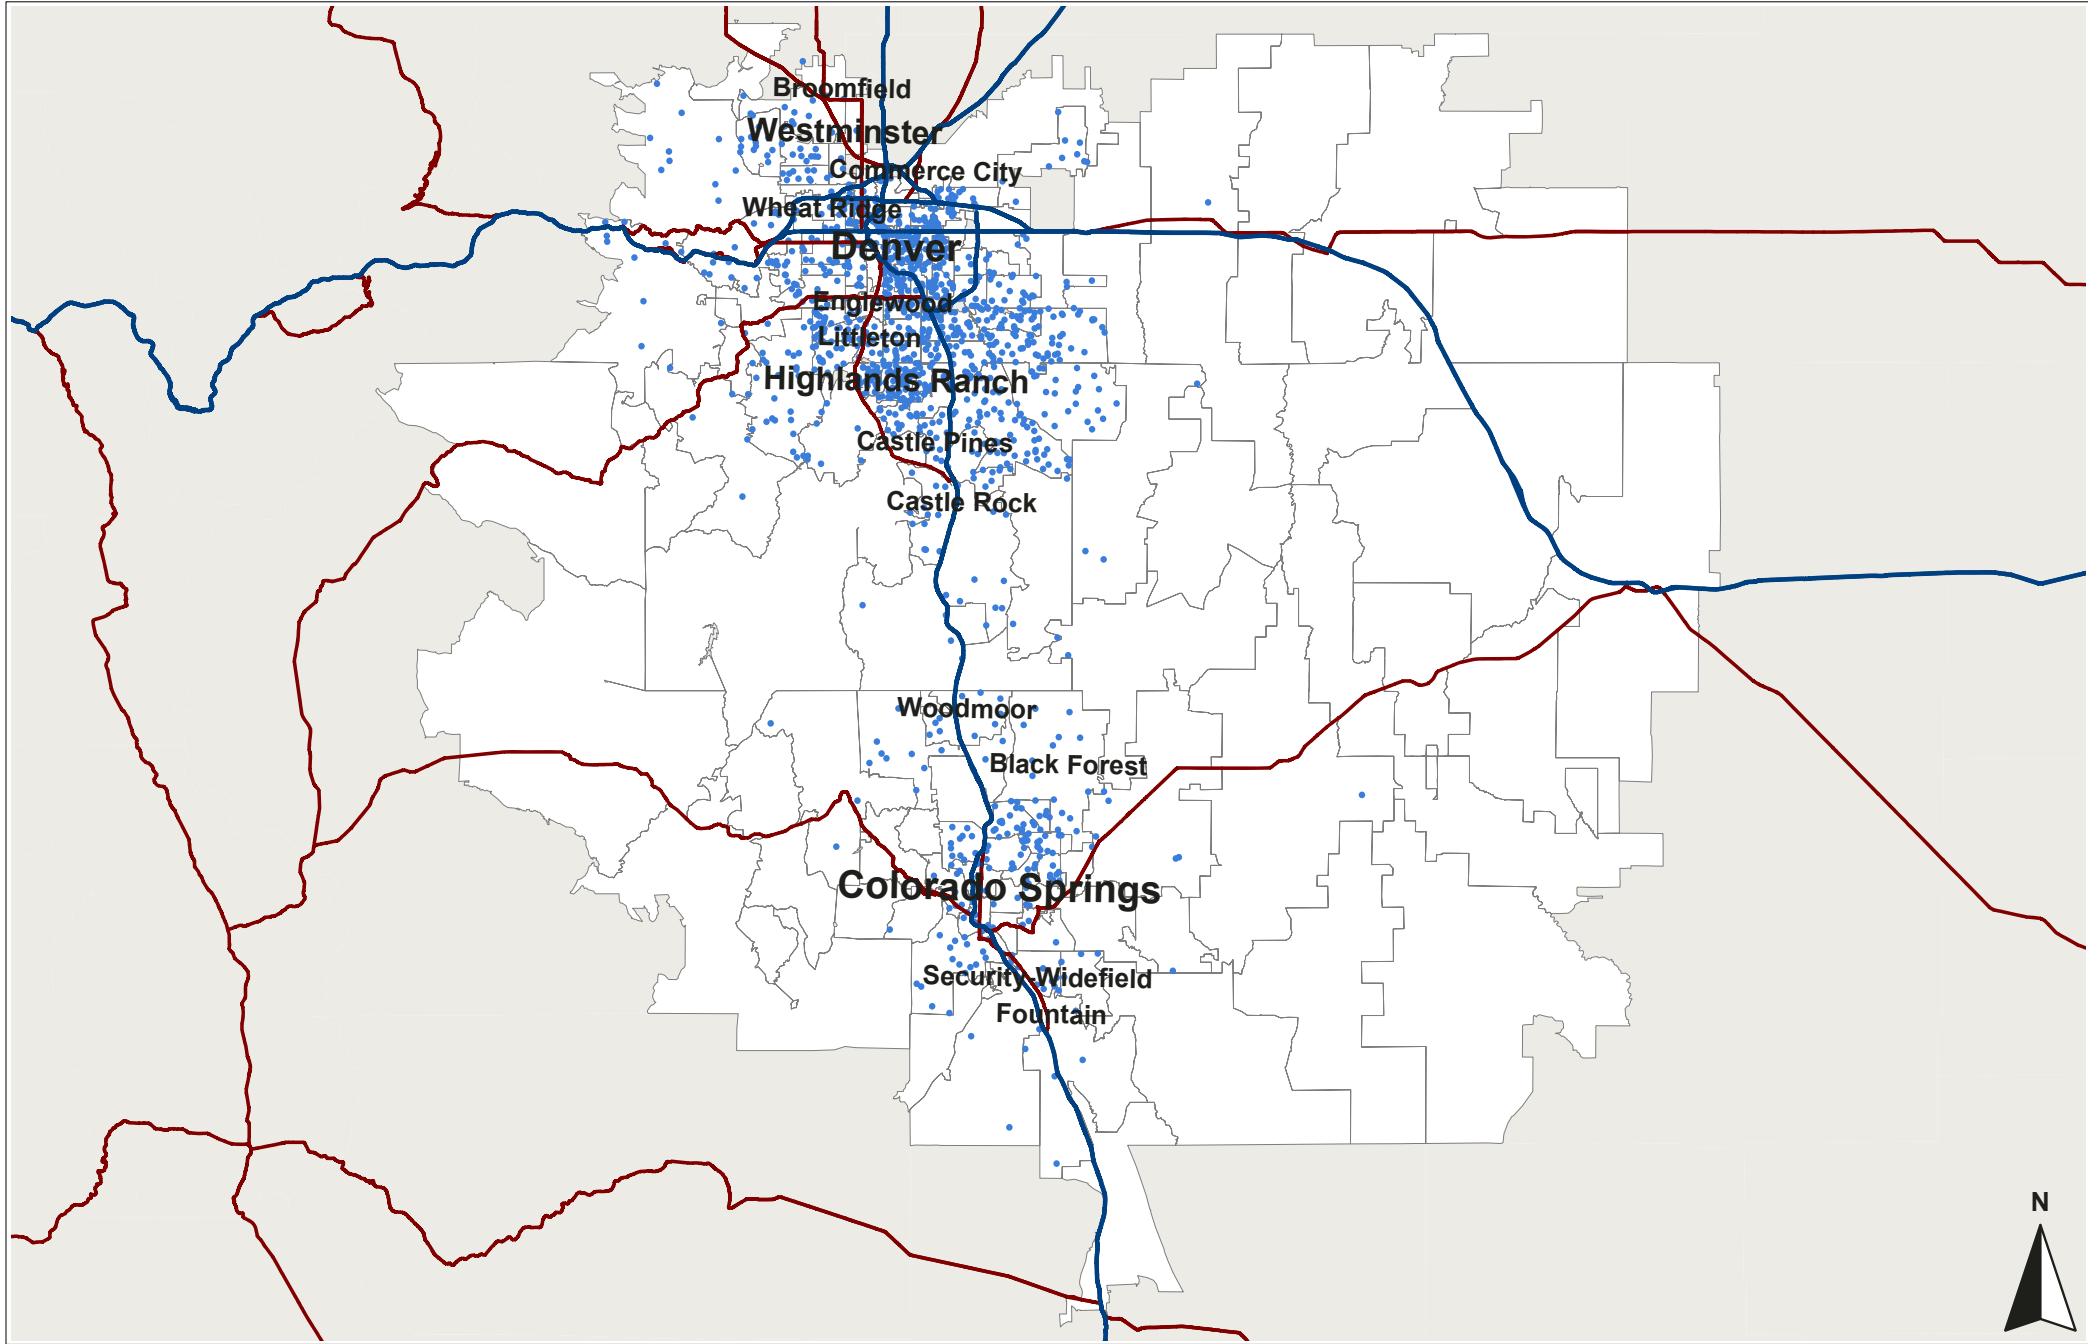 Broomfield
Westminster
Commerce City
Wheat Ridge
Denver
Englewood
Littleton
Highlands Ranch
Castle Pines
Castle Rock
Woodmoor
Black Forest
Colorado Springs
Security-Widefield
Fountain
N